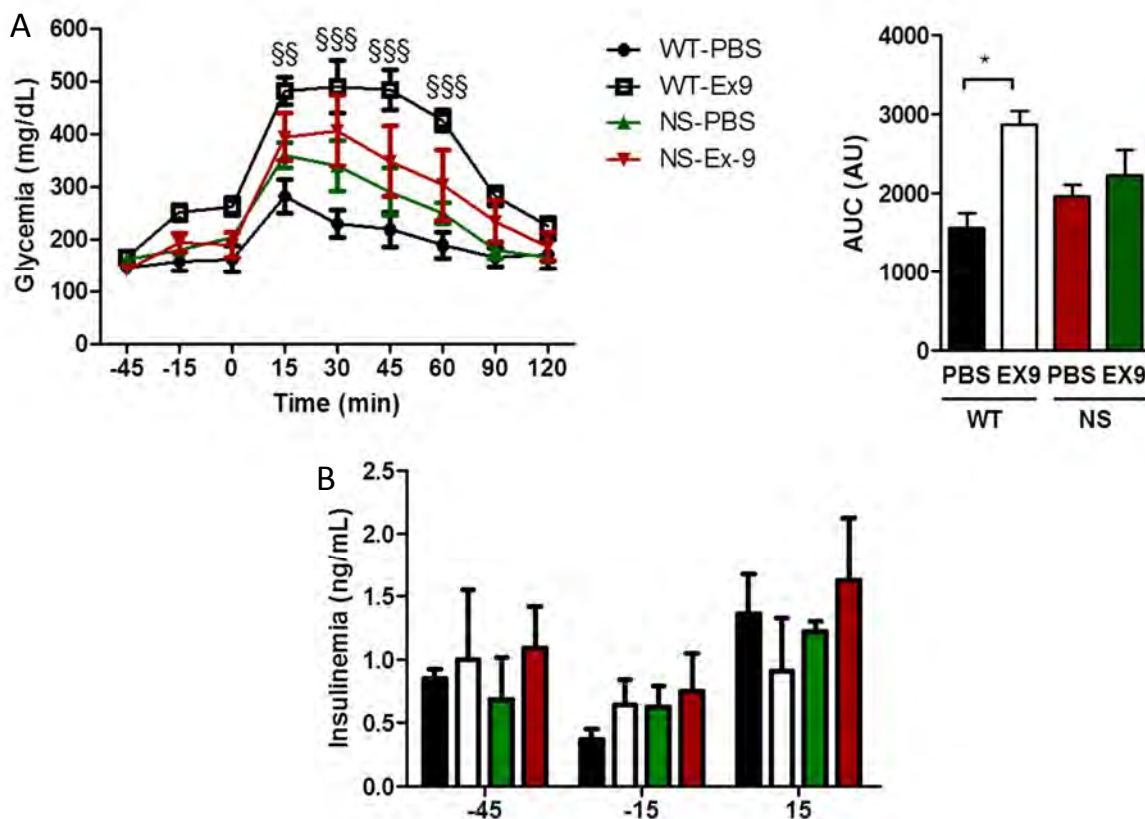 A
Glycemia (mg/dL)
600
500
400
300
200
100
0
§§
§§§
§§§
§§§
-45 -15 0 15 30 45 60 90 120
Time (min)
WT-PBS
WT-Ex9
NS-PBS
NS-Ex-9
AUC (AU)
4000
3000
2000
1000
0
*
PBS EX9 PBS EX9
WT NS
B
Insulinemia (ng/mL)
2.5
2.0
1.5
1.0
0.5
0.0
-45 -15 15